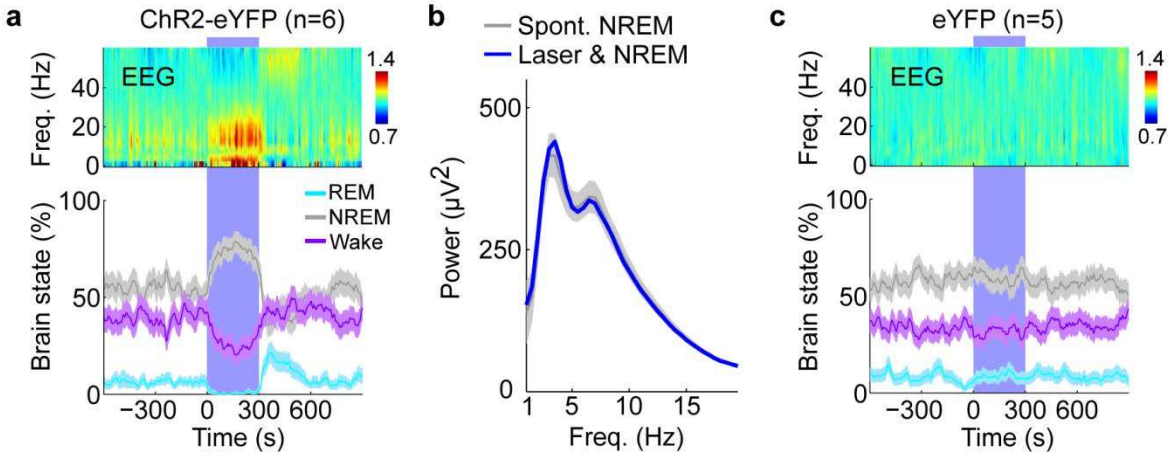 a
ChR2-eYFP (n=6)
Freq. (Hz)
40
20
0
EEG
1.4
0.7
Brain state (%)
100
50
0
REM
NREM
Wake
−300 0 300 600
Time (s)
b
Spont. NREM
Laser & NREM
Power (µV²)
500
250
0
1 5 10 15
Freq. (Hz)
c
eYFP (n=5)
Freq. (Hz)
40
20
0
EEG
1.4
0.7
Brain state (%)
100
50
0
−300 0 300 600
Time (s)